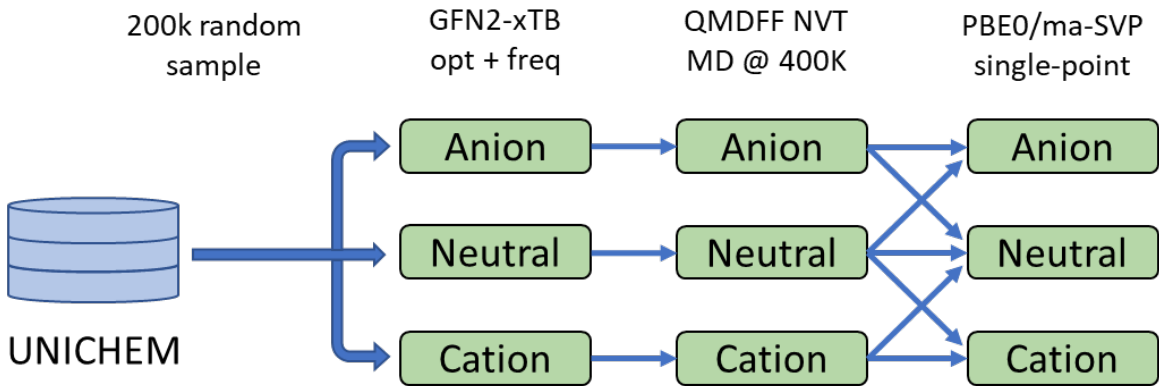 200k random
sample
GFN2-xTB
opt + freq
QMDFF NVT
MD @ 400K
PBE0/ma-SVP
single-point
Anion
Anion
Anion
Neutral
Neutral
Neutral
UNICHEM
Cation
Cation
Cation